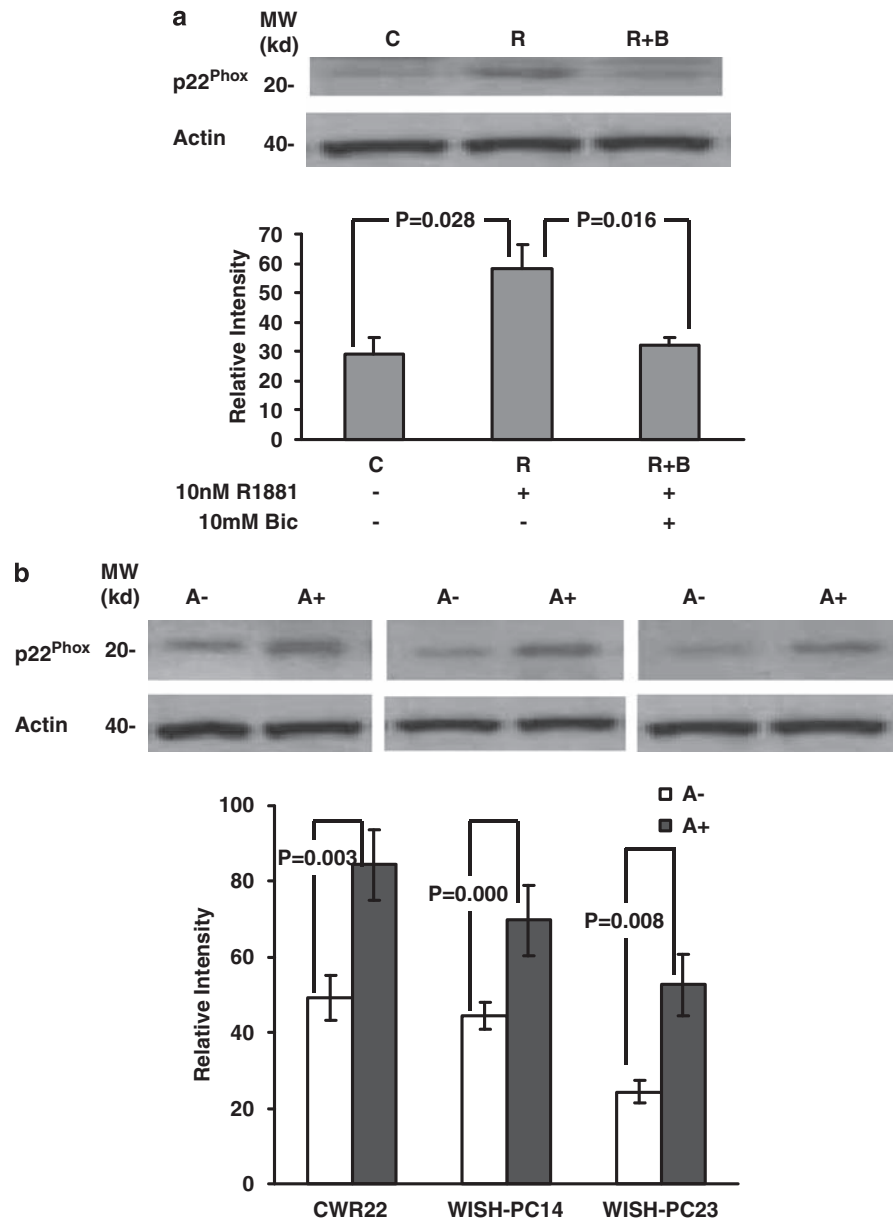 a
MW
(kd)
C R R+B
p22Phox 20-
Actin 40-
P=0.028 P=0.016
Relative Intensity
70
60
50
40
30
20
10
0
C R R+B
10nM R1881 - + +
10mM Bic - - +
b
MW
(kd)
A- A+ A- A+ A- A+
p22Phox 20-
Actin 40-
A-
A+
P=0.003
P=0.000
P=0.008
Relative Intensity
100
80
60
40
20
0
CWR22 WISH-PC14 WISH-PC23